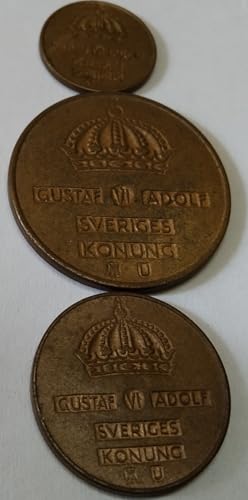 GUSTAF VI ADOLF
SVERIGES
KONUNG
U
GUSTAF VI ADOLF
SVERIGES
KONUNG
U